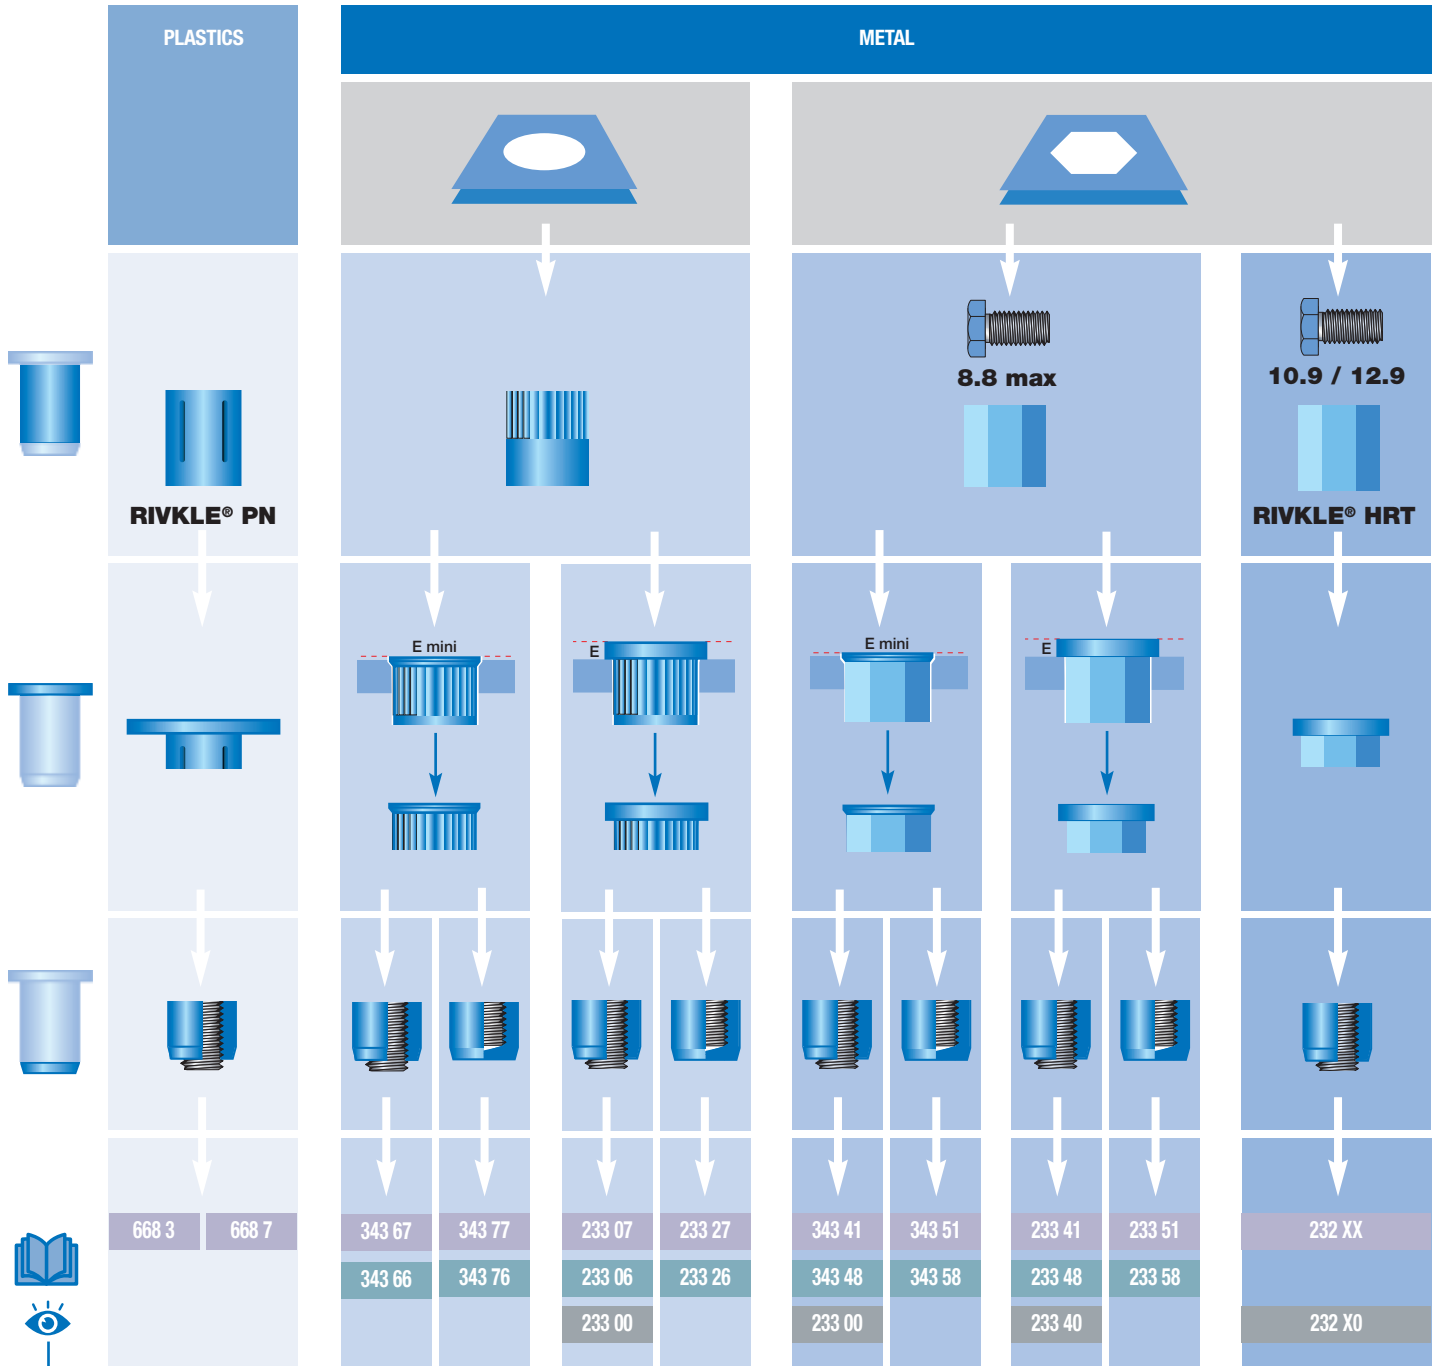 PLASTICS
METAL
8.8 max
10.9 / 12.9
RIVKLE® PN
RIVKLE® HRT
E mini
E
E mini
E
668 3
668 7
343 67
343 77
233 07
233 27
343 41
343 51
233 41
233 51
232 XX
343 66
343 76
233 06
233 26
343 48
343 58
233 48
233 58
233 00
233 00
233 40
232 X0